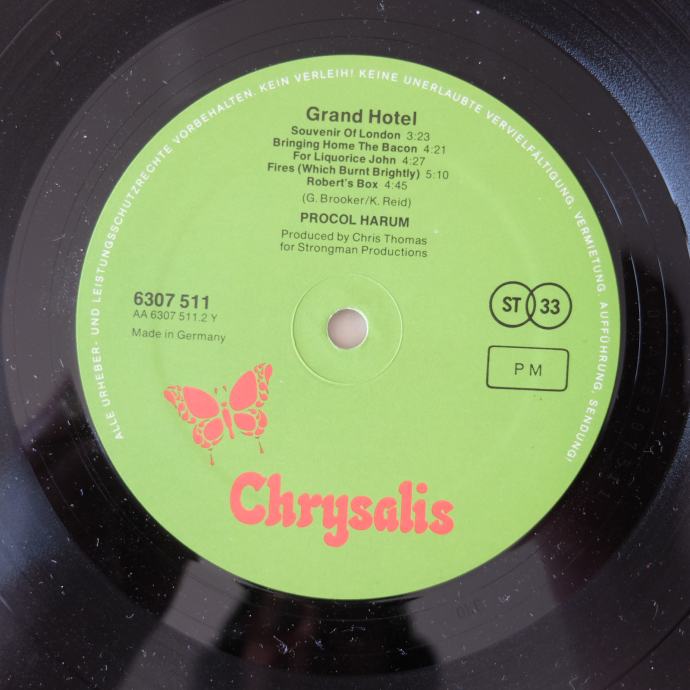 ALLE URHEBER- UND LEISTUNGSSCHUTZRECHTE VORBEHALTEN. KEIN VERLEIH! KEINE UNERLAUBTE VERVIELFÄLTIGUNG, VERMIETUNG, AUFFÜHRUNG, SENDUNG!
Grand Hotel
Souvenir Of London 3:23
Bringing Home The Bacon 4:21
For Liquorice John 4:27
Fires (Which Burnt Brightly) 5:10
Robert's Box 4:45
(G. Brooker/K. Reid)
PROCOL HARUM
Produced by Chris Thomas
for Strongman Productions
6307 511
AA 6307 511.2 Y
Made in Germany
ST 33
PM
Chrysalis